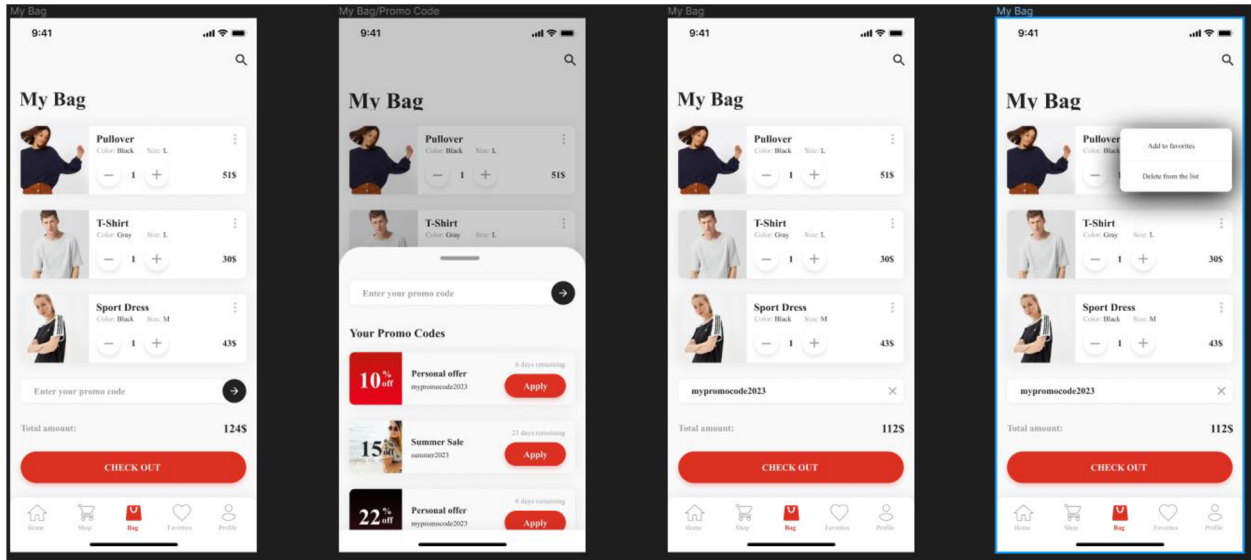 My Bag
9:41
My Bag
Pullover
Color: Black Size: L
1
51$
T-Shirt
Color: Gray Size: L
1
30$
Sport Dress
Color: Black Size: M
1
43$
Enter your promo code
Total amount:
124$
CHECK OUT
Home
Shop
Bag
Favorites
Profile
My Bag/Promo Code
9:41
My Bag
Pullover
Color: Black Size: L
1
51$
T-Shirt
Color: Gray Size: L
Enter your promo code
Your Promo Codes
10% off
Personal offer
mypromocode2023
6 days remaining
Apply
15% off
Summer Sale
summer2023
23 days remaining
Apply
22% off
Personal offer
mypromocode2023
6 days remaining
Apply
My Bag
9:41
My Bag
Pullover
Color: Black Size: L
1
51$
T-Shirt
Color: Gray Size: L
1
30$
Sport Dress
Color: Black Size: M
1
43$
mypromocode2023
Total amount:
112$
CHECK OUT
Home
Shop
Bag
Favorites
Profile
My Bag
9:41
My Bag
Pullover
Color: Black
Add to favorites
Delete from the list
T-Shirt
Color: Gray Size: L
1
30$
Sport Dress
Color: Black Size: M
1
43$
mypromocode2023
Total amount:
112$
CHECK OUT
Home
Shop
Bag
Favorites
Profile